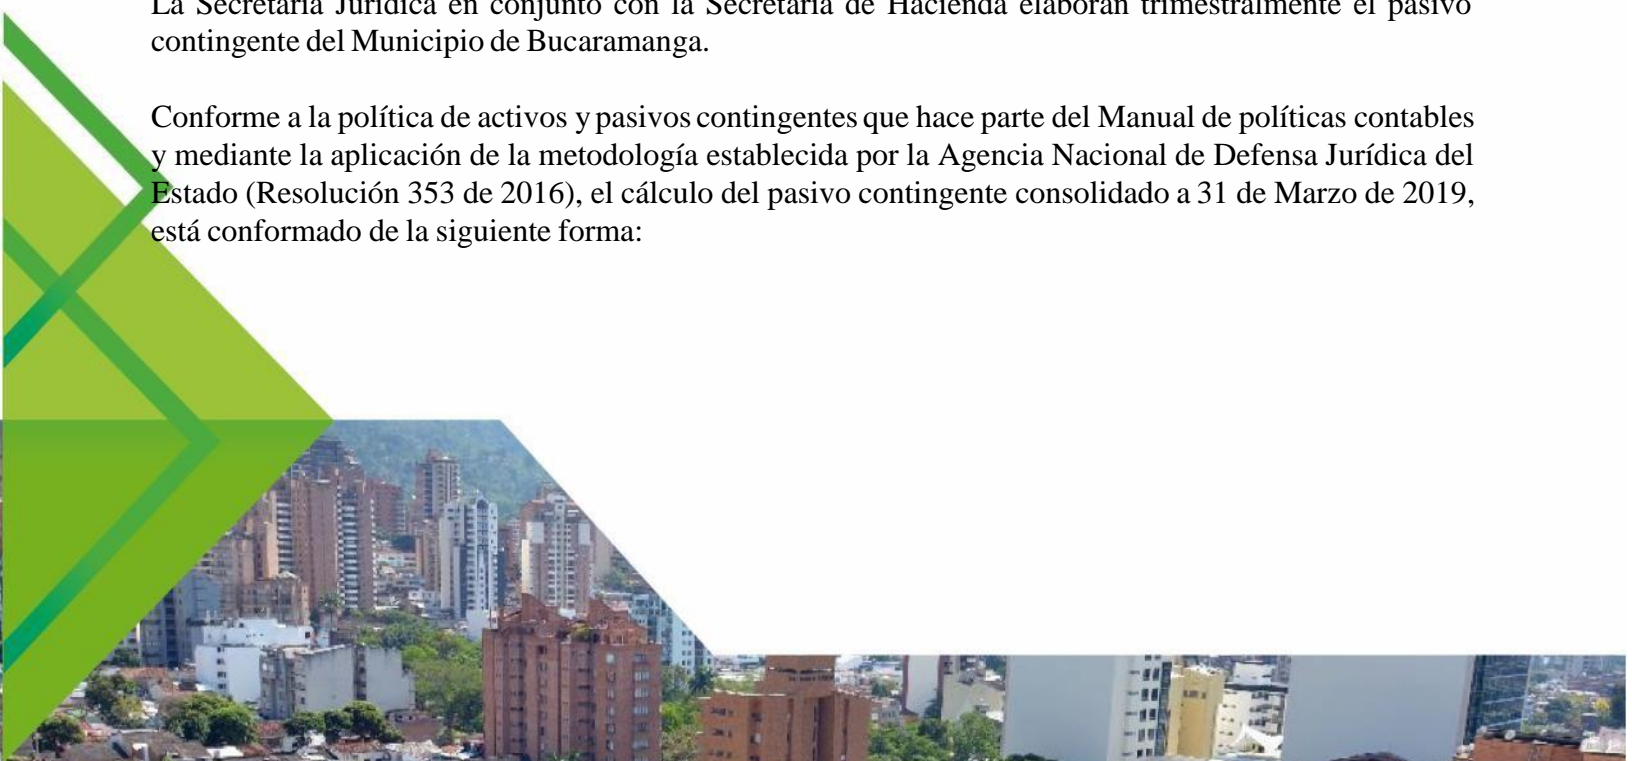 La Secretaría Jurídica en conjunto con la Secretaría de Hacienda elaboran trimestralmente el pasivo
contingente del Municipio de Bucaramanga.
Conforme a la política de activos y pasivos contingentes que hace parte del Manual de políticas contables
y mediante la aplicación de la metodología establecida por la Agencia Nacional de Defensa Jurídica del
Estado (Resolución 353 de 2016), el cálculo del pasivo contingente consolidado a 31 de Marzo de 2019,
está conformado de la siguiente forma: